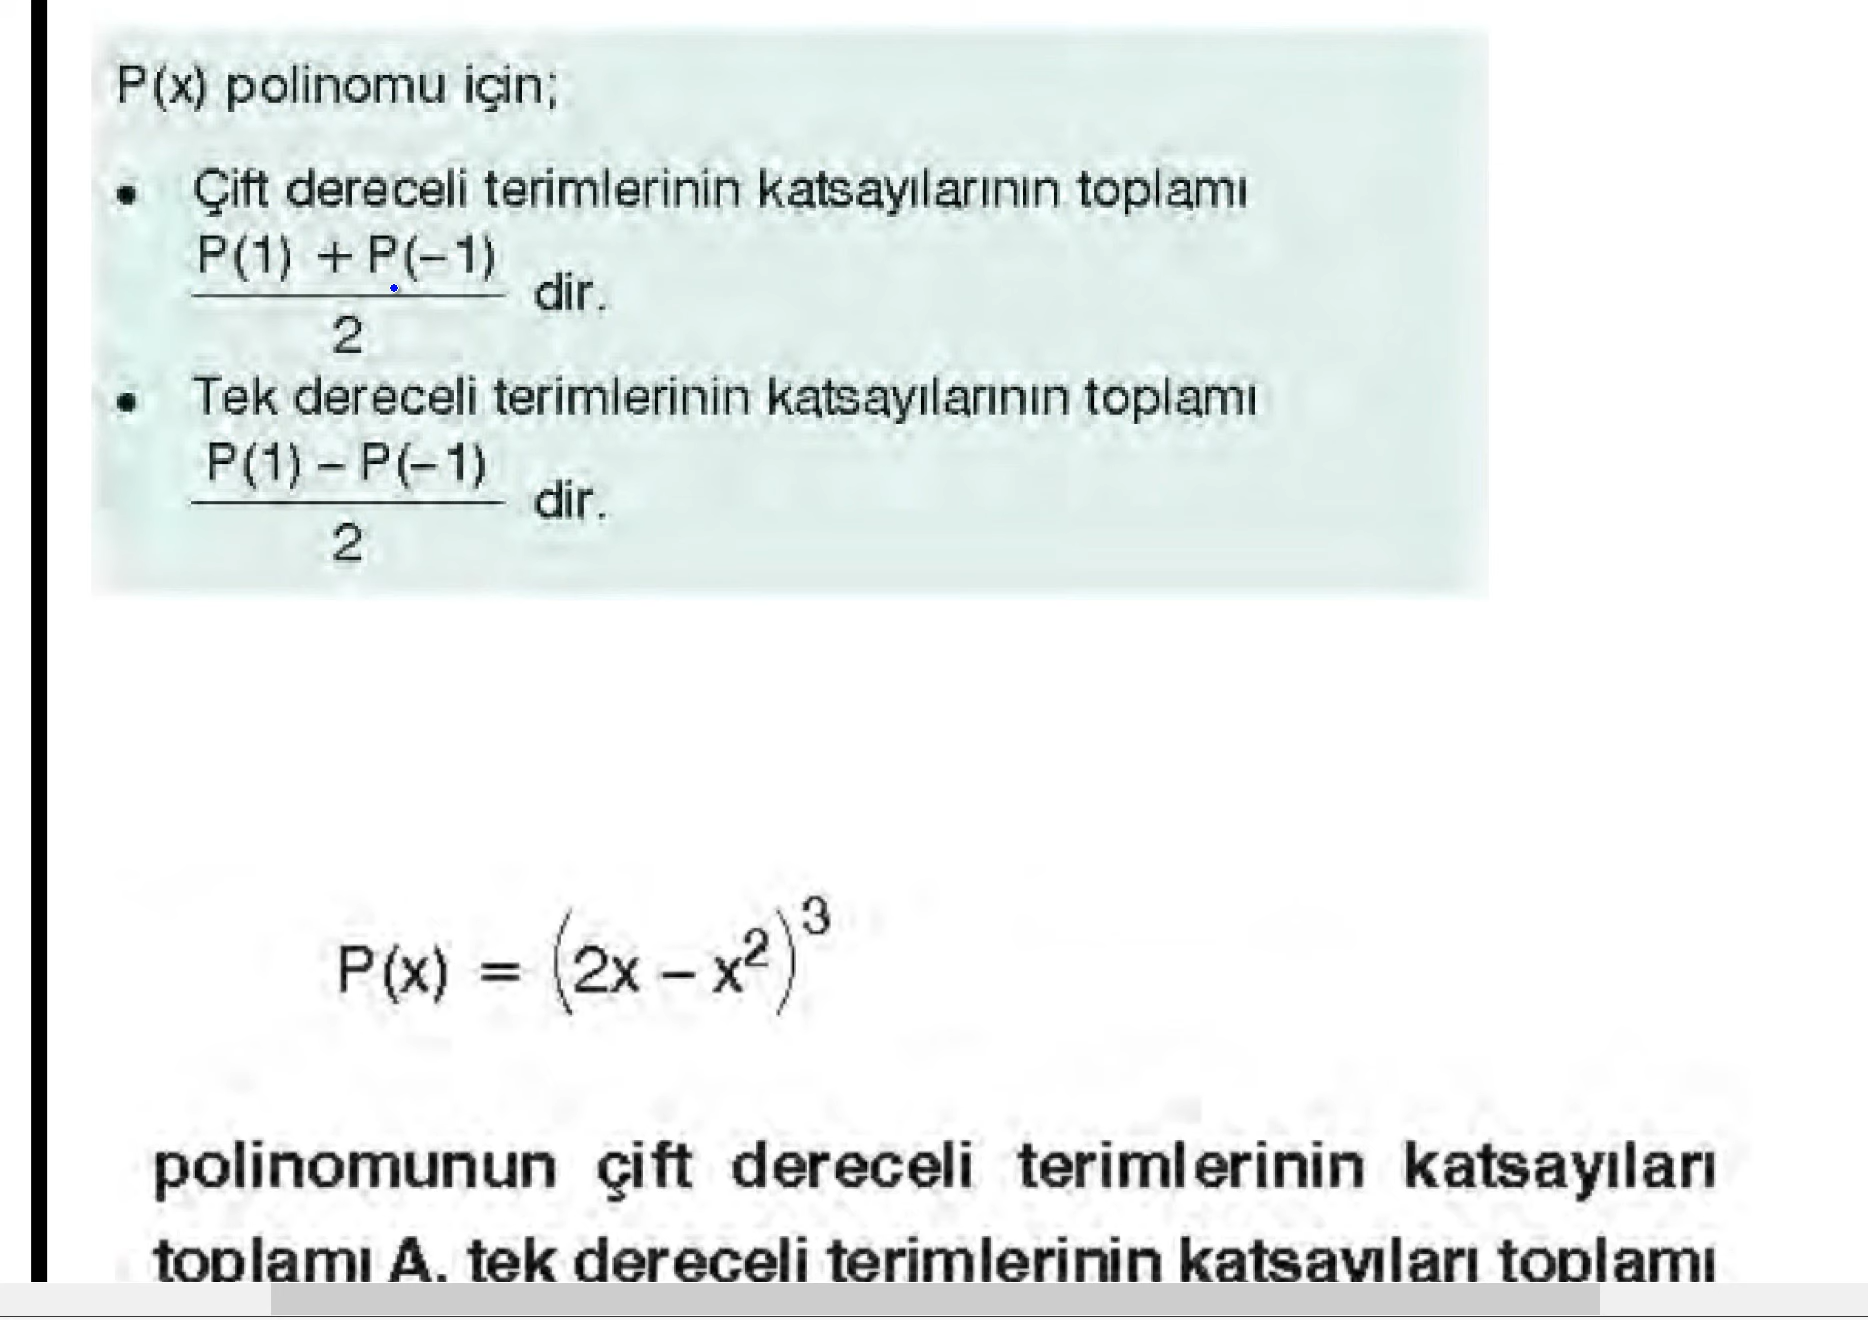 P(x) polinomu için;
• Çift dereceli terimlerinin katsayılarının toplamı
P(1) + P(−1)
2
dir.
• Tek dereceli terimlerinin katsayılarının toplamı
P(1) − P(−1)
2
dir.
P(x) = (2x − x²)³
polinomunun çift dereceli terimlerinin katsayıları
toplamı A, tek dereceli terimlerinin katsayıları toplamı